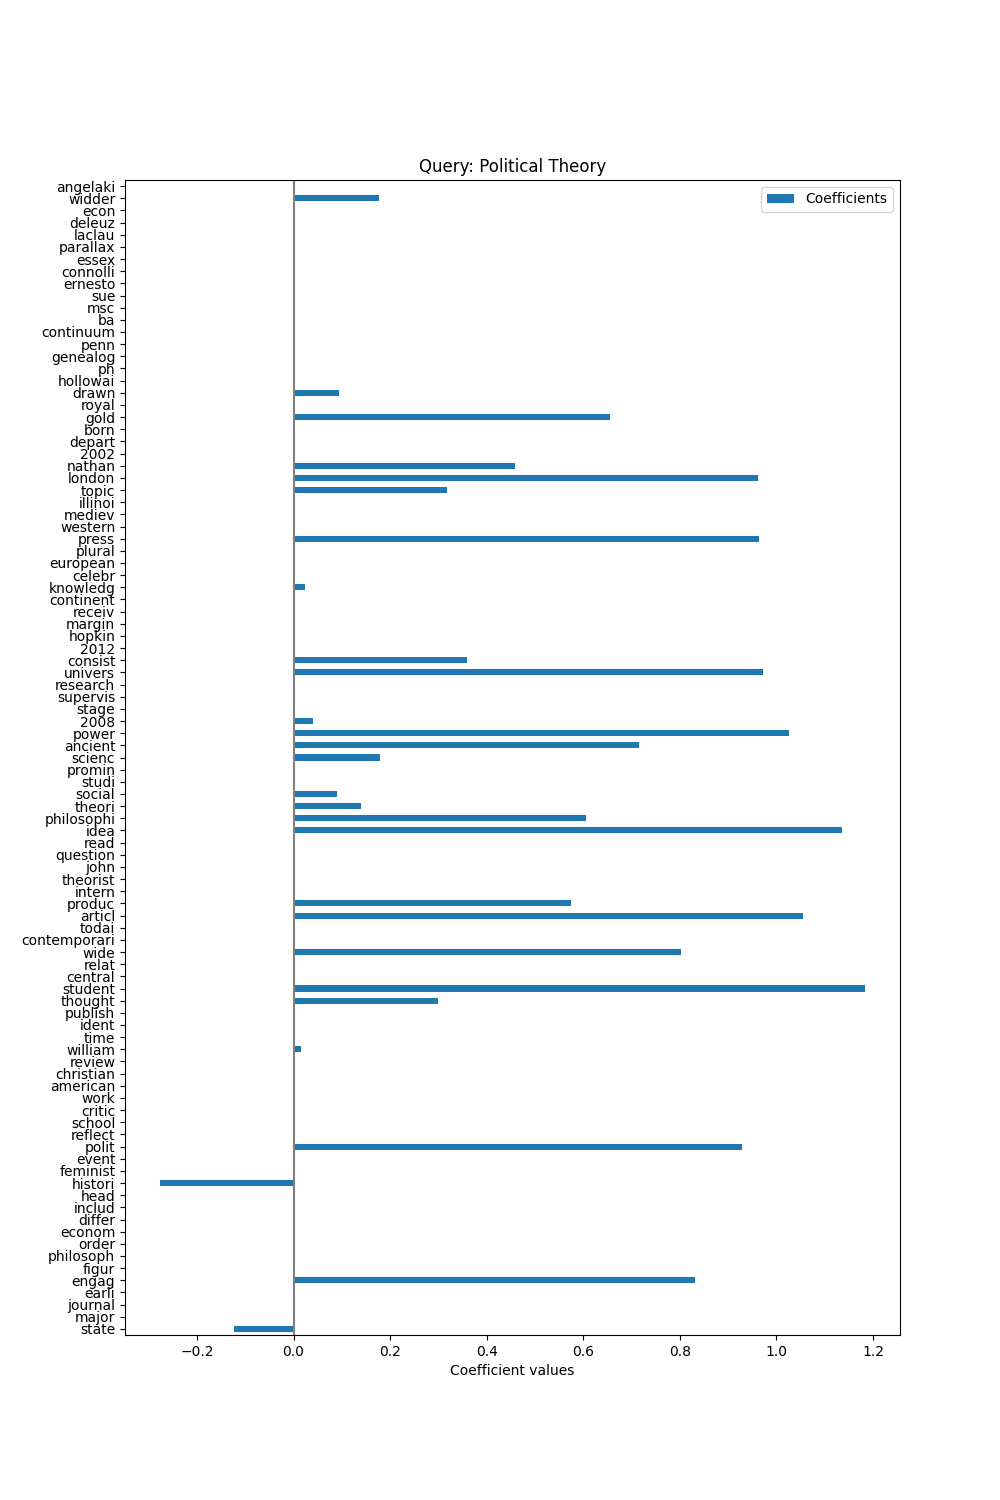 Query: Political Theory
Coefficients
angelaki
widder
econ
deleuz
laclau
parallax
essex
connolli
ernesto
sue
msc
ba
continuum
penn
genealog
ph
hollowai
drawn
royal
gold
born
depart
2002
nathan
london
topic
illinoi
mediev
western
press
plural
european
celebr
knowledg
continent
receiv
margin
hopkin
2012
consist
univers
research
supervis
stage
2008
power
ancient
scienc
promin
studi
social
theori
philosophi
idea
read
question
john
theorist
intern
produc
articl
todai
contemporari
wide
relat
central
student
thought
publish
ident
time
william
review
christian
american
work
critic
school
reflect
polit
event
feminist
histori
head
includ
differ
econom
order
philosoph
figur
engag
earli
journal
major
state
−0.2 0.0 0.2 0.4 0.6 0.8 1.0 1.2
Coefficient values